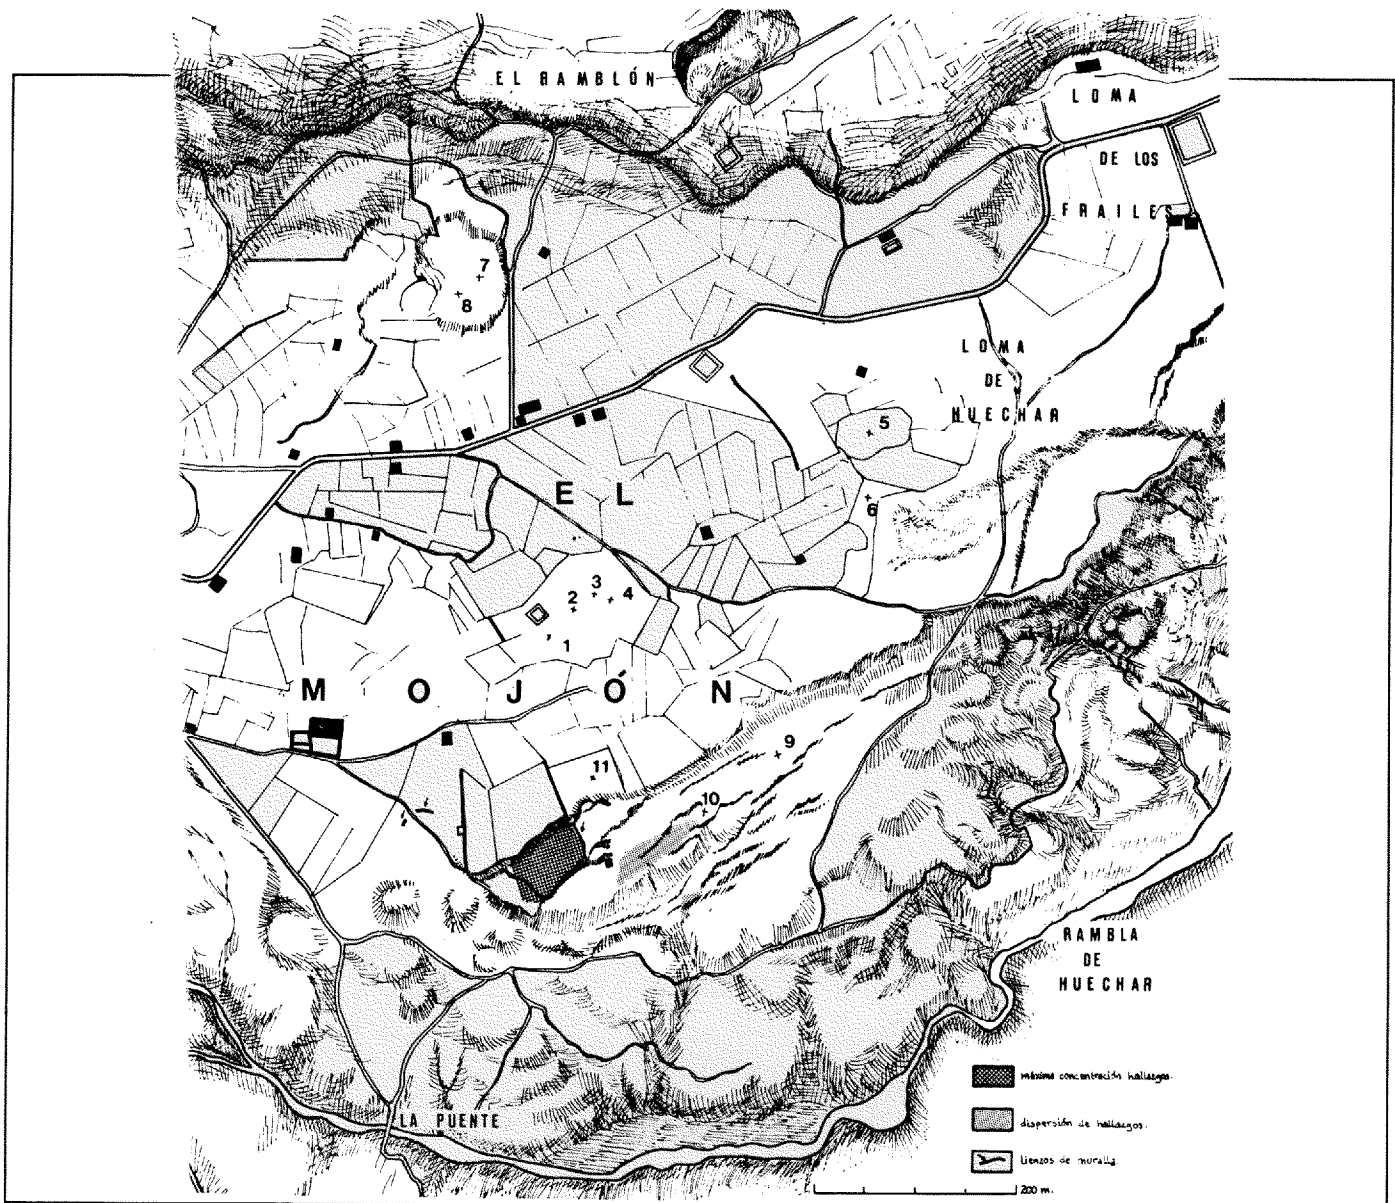 EL RAMBLÓN
LOMA
DE LOS
FRAILES
7
8
LOMA
DE
HUECHAR
5
6
EL
3
2
4
1
MOJÓN
9
11
10
RAMBLA
DE
HUECHAR
LA PUENTE
máxima concentración hallazgos.
dispersión de hallazgos.
lienzos de muralla.
200 m.